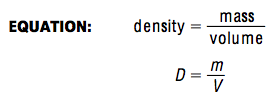 EQUATION: density = mass / volume
D = m / V